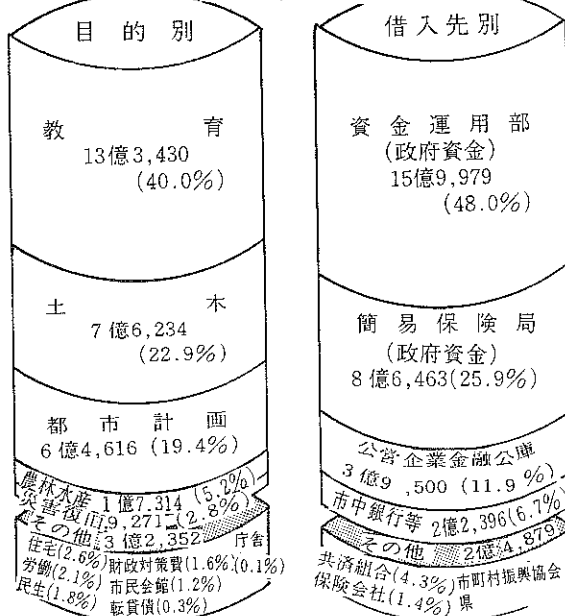 目的別
教育
13億3,430
(40.0%)
土木
7億6,234
(22.9%)
都市計画
6億4,616 (19.4%)
農林水産 1億7.314 (5.2%)
災害復旧 9,271 (2.8%)
その他 3億2,352
庁舎
住宅(2.6%) 財政対策費(1.6%) (0.1%)
労働(2.1%) 市民会館(1.2%)
民生(1.8%) 転貸債(0.3%)
借入先別
資金運用部
(政府資金)
15億9,979
(48.0%)
簡易保険局
(政府資金)
8億6,463(25.9%)
公営企業金融公庫
3億9,500 (11.9%)
市中銀行等 2億2,396(6.7%)
その他 2億4,879
共済組合(4.3%) 市町村振興協会
保険会社(1.4%) 県